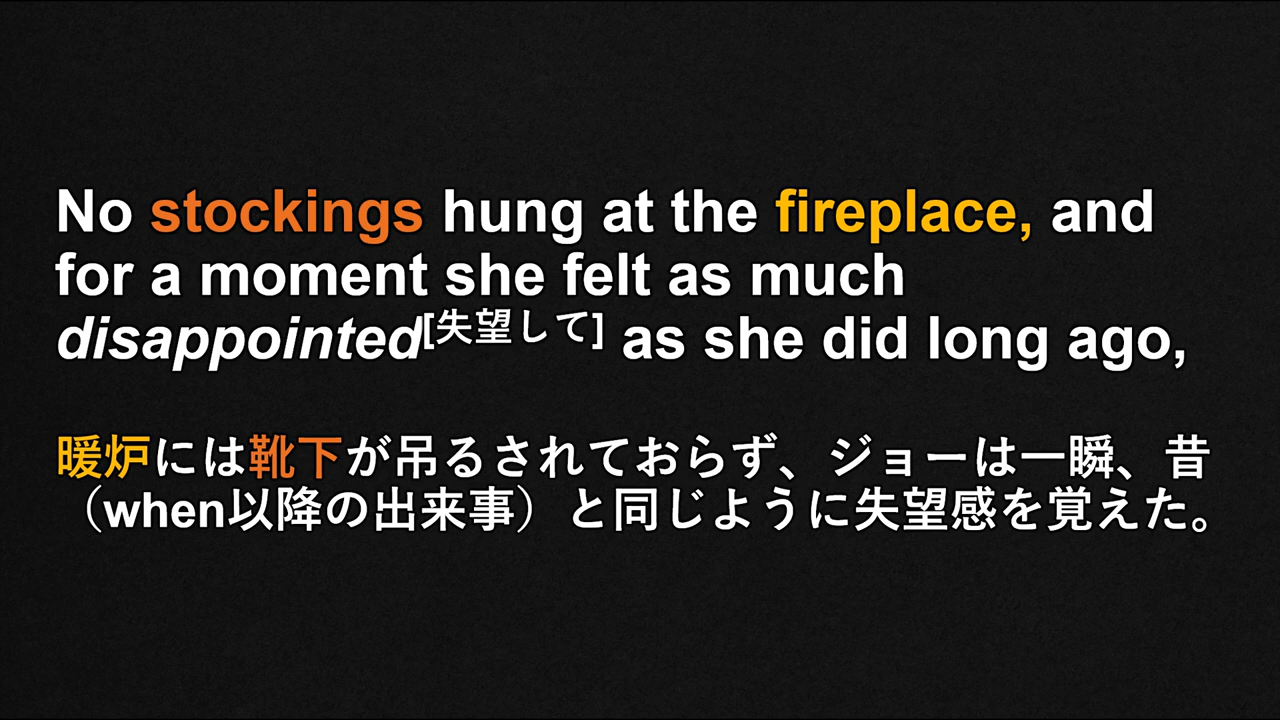 No stockings hung at the fireplace, and
for a moment she felt as much
disappointed[失望して] as she did long ago,
暖炉には靴下が吊るされておらず、ジョーは一瞬、昔
（when以降の出来事）と同じように失望感を覚えた。